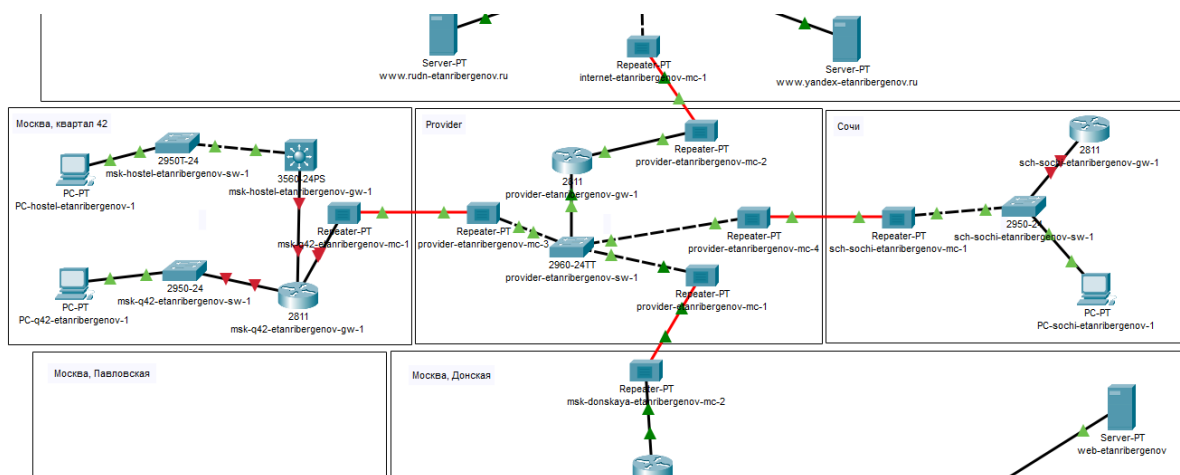 Server-PT
www.rudn-etanribergenov.ru
Repeater-PT
internet-etanribergenov-mc-1
Server-PT
www.yandex-etanribergenov.ru
Москва, квартал 42
2950T-24
msk-hostel-etanribergenov-sw-1
PC-PT
PC-hostel-etanribergenov-1
3560-24PS
msk-hostel-etanribergenov-gw-1
Repeater-PT
msk-q42-etanribergenov-mc-1
PC-PT
PC-q42-etanribergenov-1
2950-24
msk-q42-etanribergenov-sw-1
2811
msk-q42-etanribergenov-gw-1
Provider
Repeater-PT
provider-etanribergenov-mc-2
2811
provider-etanribergenov-gw-1
Repeater-PT
provider-etanribergenov-mc-3
2960-24TT
provider-etanribergenov-sw-1
Repeater-PT
provider-etanribergenov-mc-4
Repeater-PT
provider-etanribergenov-mc-1
Сочи
2811
sch-sochi-etanribergenov-gw-1
Repeater-PT
sch-sochi-etanribergenov-mc-1
2950-24
sch-sochi-etanribergenov-sw-1
PC-PT
PC-sochi-etanribergenov-1
Москва, Павловская
Москва, Донская
Repeater-PT
msk-donskaya-etanribergenov-mc-2
Server-PT
web-etanribergenov